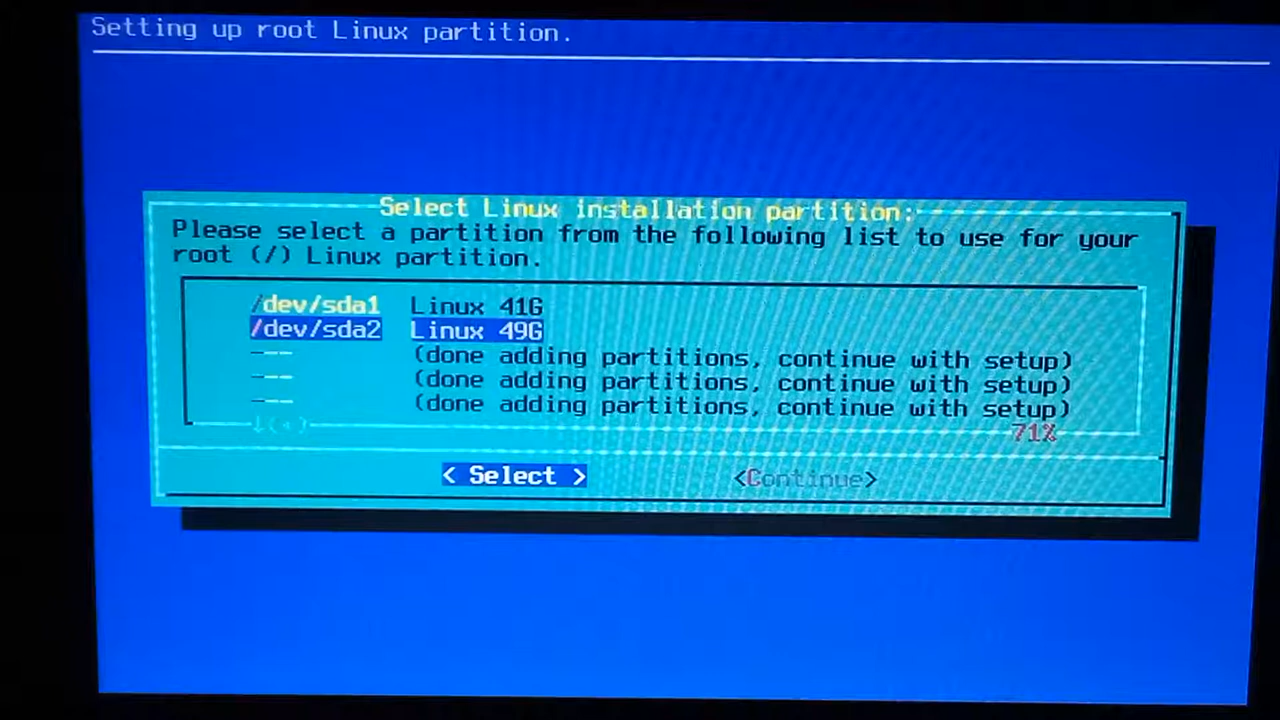 Setting up root Linux partition.
Select Linux installation partition:
Please select a partition from the following list to use for your
root (/) Linux partition.
/dev/sda1 Linux 41G
/dev/sda2 Linux 49G
--- (done adding partitions, continue with setup)
--- (done adding partitions, continue with setup)
--- (done adding partitions, continue with setup)
↓(+) 71%
< Select > <Continue>